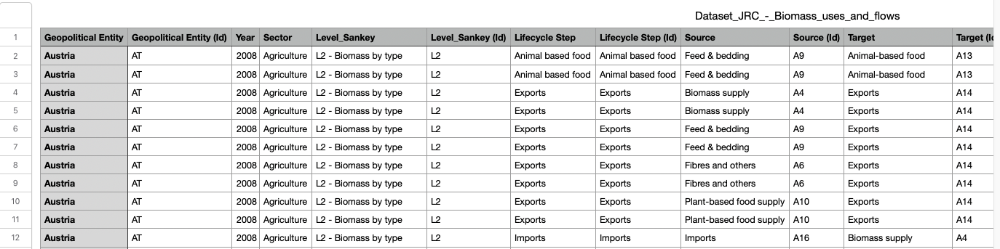 Dataset_JRC_-_Biomass_uses_and_flows
1 Geopolitical Entity Geopolitical Entity (Id) Year Sector Level_Sankey Level_Sankey (Id) Lifecycle Step Lifecycle Step (Id) Source Source (Id) Target Target (Id
2 Austria AT 2008 Agriculture L2 - Biomass by type L2 Animal based food Animal based food Feed & bedding A9 Animal-based food A13
3 Austria AT 2008 Agriculture L2 - Biomass by type L2 Animal based food Animal based food Feed & bedding A9 Animal-based food A13
4 Austria AT 2008 Agriculture L2 - Biomass by type L2 Exports Exports Biomass supply A4 Exports A14
5 Austria AT 2008 Agriculture L2 - Biomass by type L2 Exports Exports Biomass supply A4 Exports A14
6 Austria AT 2008 Agriculture L2 - Biomass by type L2 Exports Exports Feed & bedding A9 Exports A14
7 Austria AT 2008 Agriculture L2 - Biomass by type L2 Exports Exports Feed & bedding A9 Exports A14
8 Austria AT 2008 Agriculture L2 - Biomass by type L2 Exports Exports Fibres and others A6 Exports A14
9 Austria AT 2008 Agriculture L2 - Biomass by type L2 Exports Exports Fibres and others A6 Exports A14
10 Austria AT 2008 Agriculture L2 - Biomass by type L2 Exports Exports Plant-based food supply A10 Exports A14
11 Austria AT 2008 Agriculture L2 - Biomass by type L2 Exports Exports Plant-based food supply A10 Exports A14
12 Austria AT 2008 Agriculture L2 - Biomass by type L2 Imports Imports Imports A16 Biomass supply A4